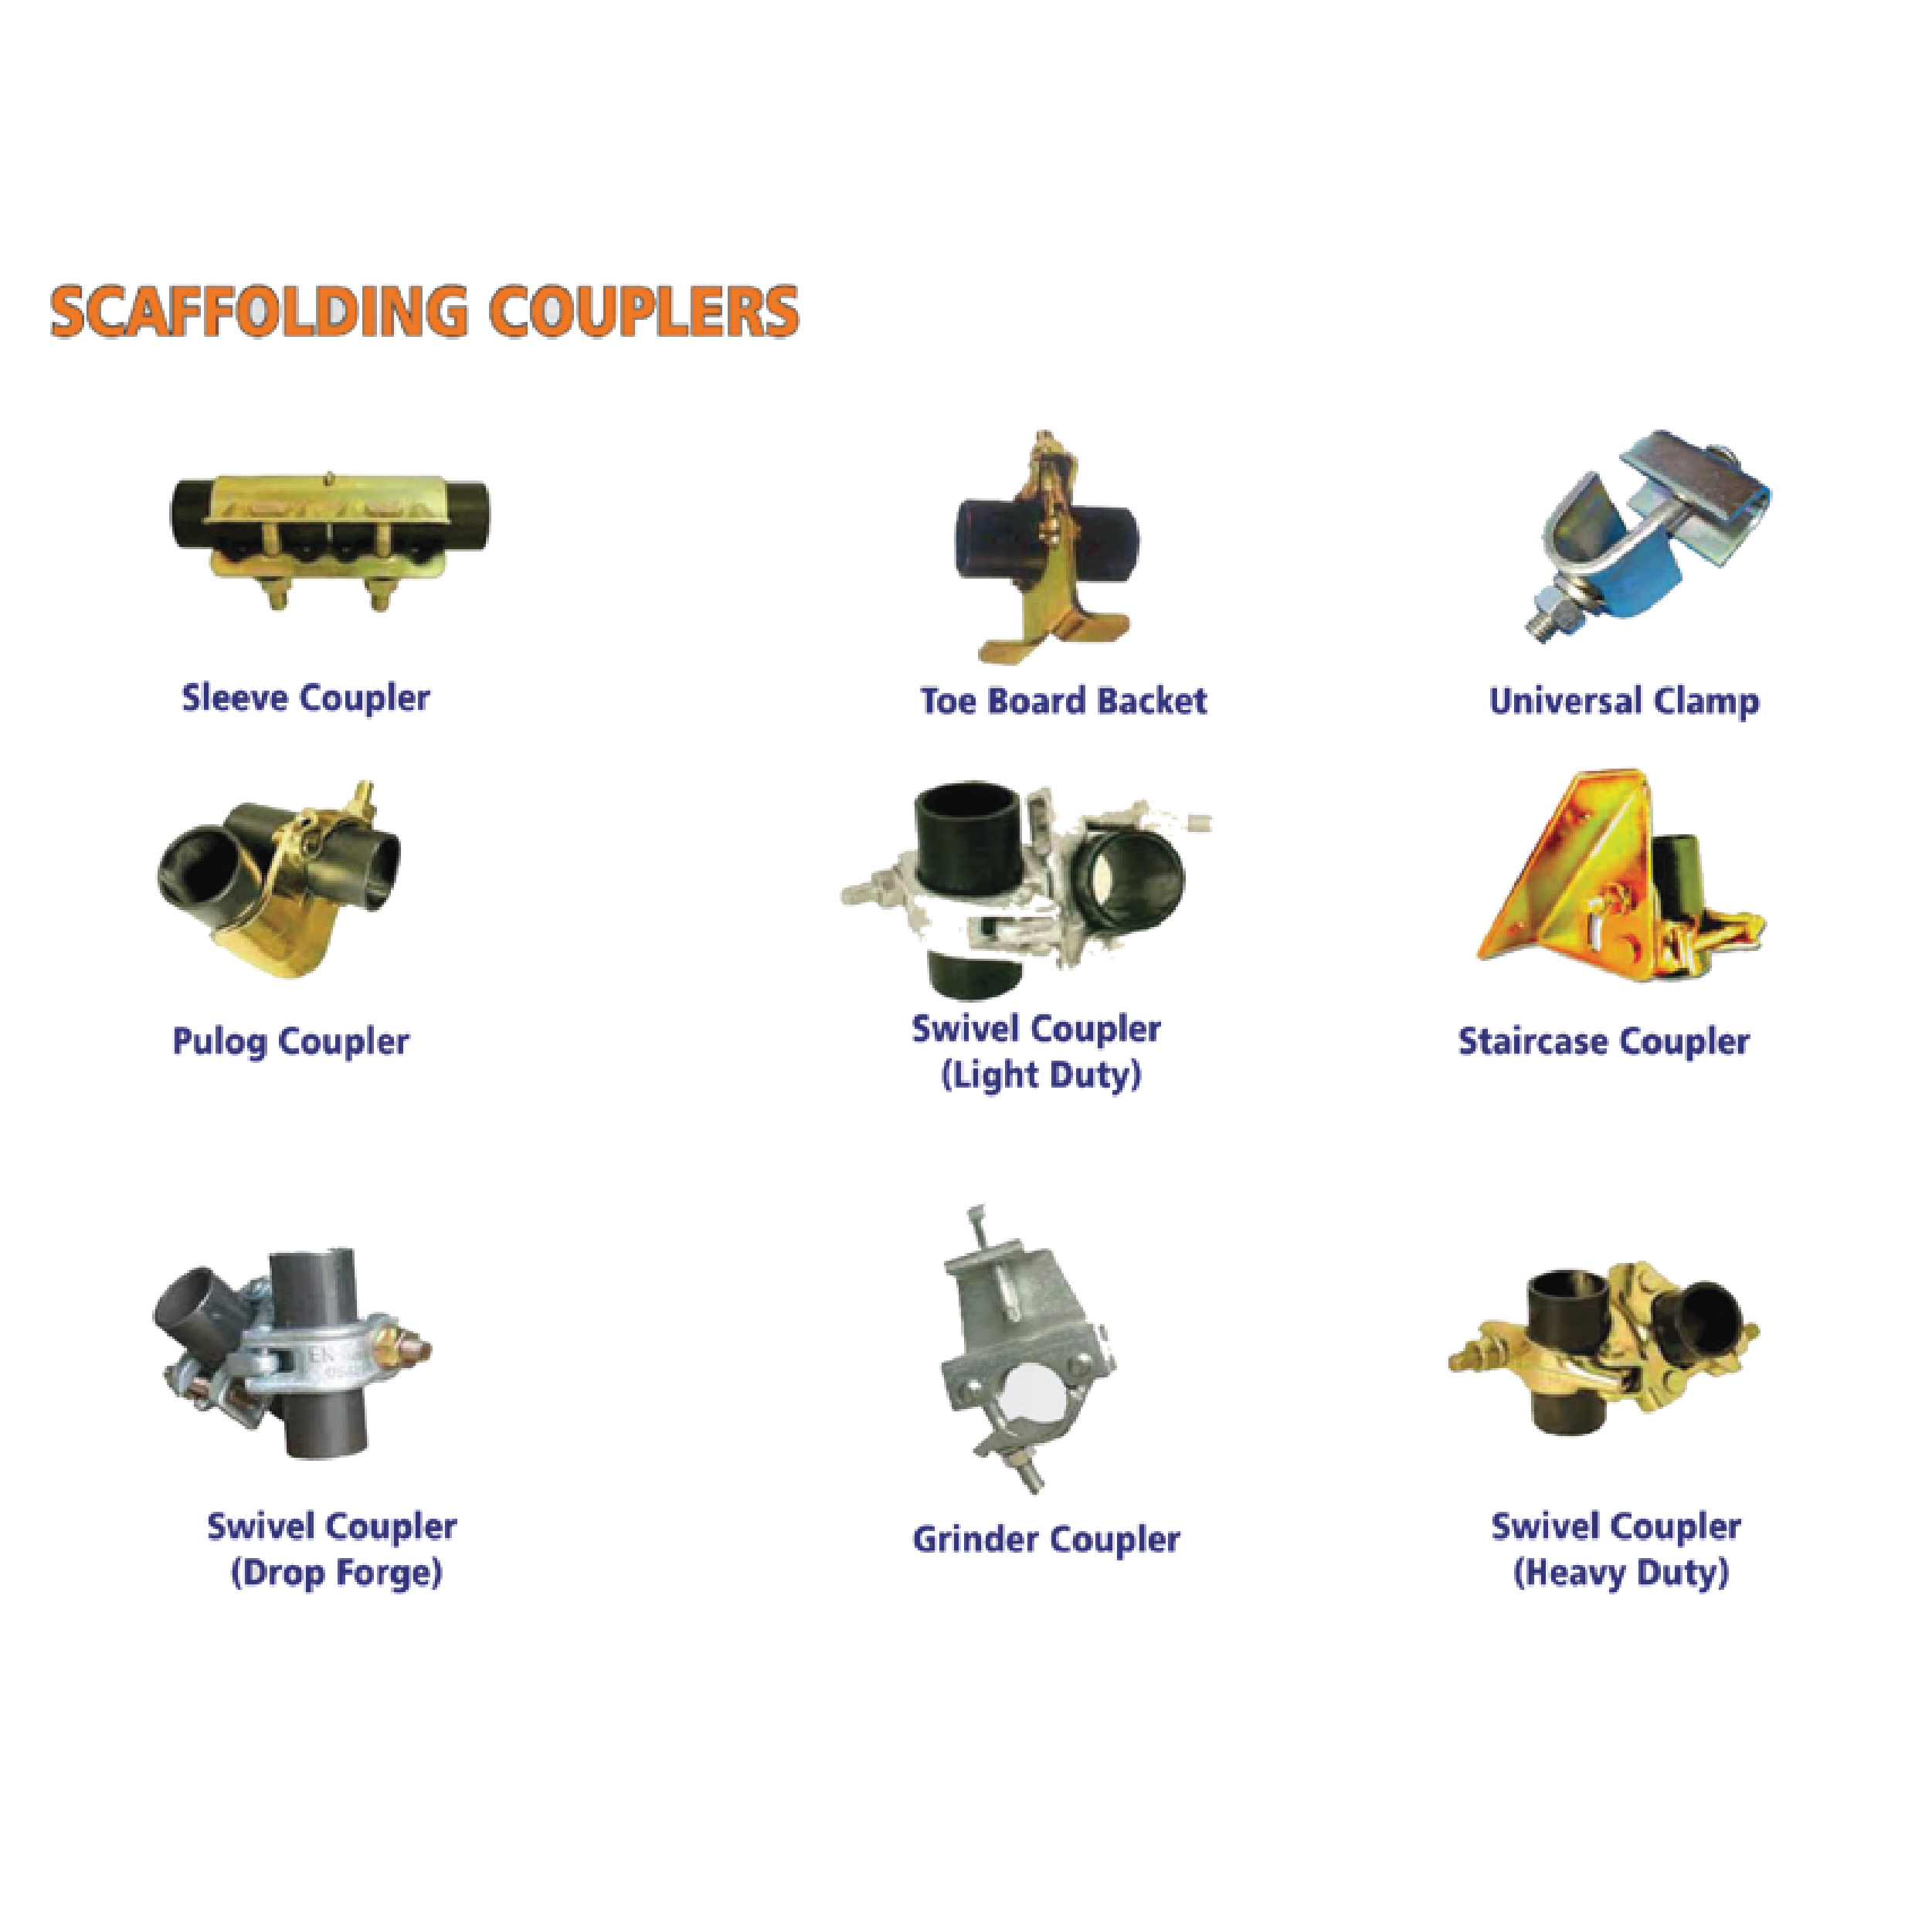 SCAFFOLDING COUPLERS
Sleeve Coupler
Toe Board Backet
Universal Clamp
Pulog Coupler
Swivel Coupler
(Light Duty)
Staircase Coupler
Swivel Coupler
(Drop Forge)
Grinder Coupler
Swivel Coupler
(Heavy Duty)